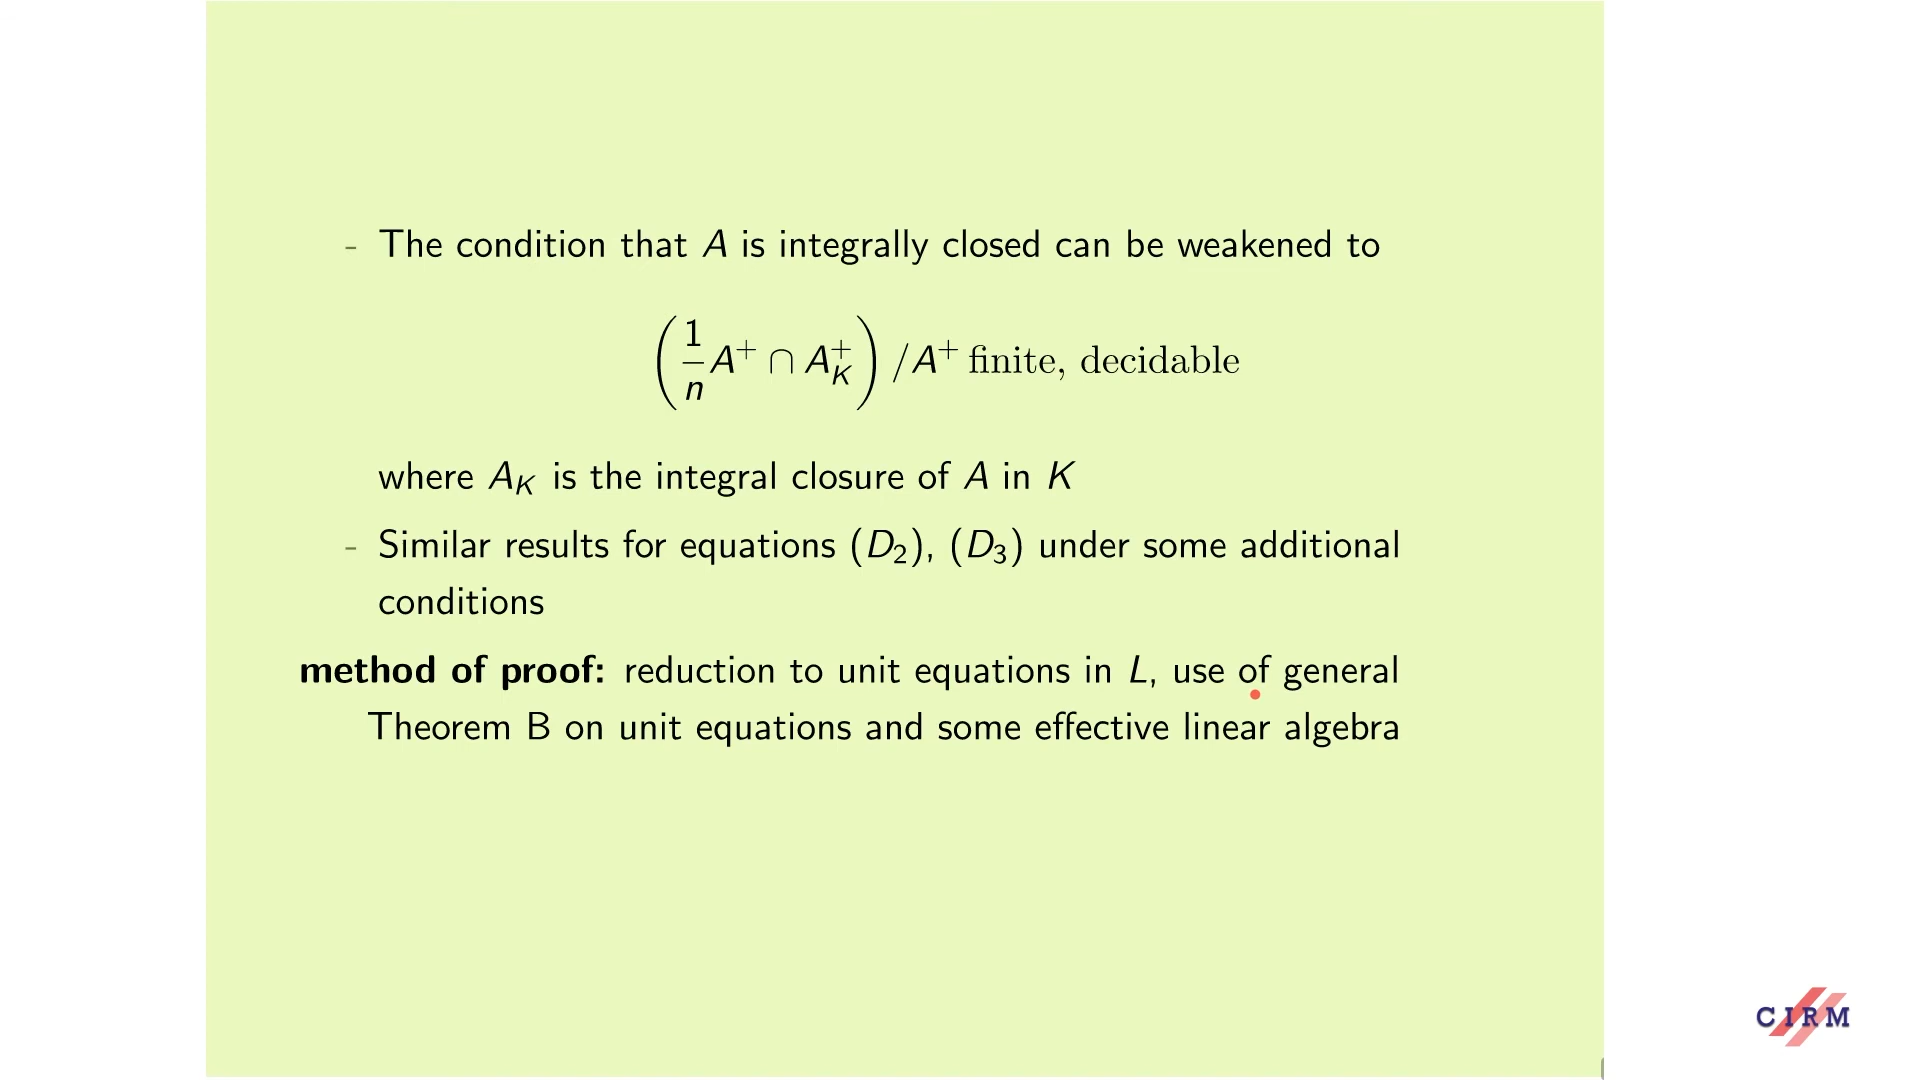 - The condition that A is integrally closed can be weakened to
(1/n A⁺ ∩ A_K⁺) /A⁺ finite, decidable
where A_K is the integral closure of A in K
- Similar results for equations (D₂), (D₃) under some additional
conditions
method of proof: reduction to unit equations in L, use of general
Theorem B on unit equations and some effective linear algebra
CIRM